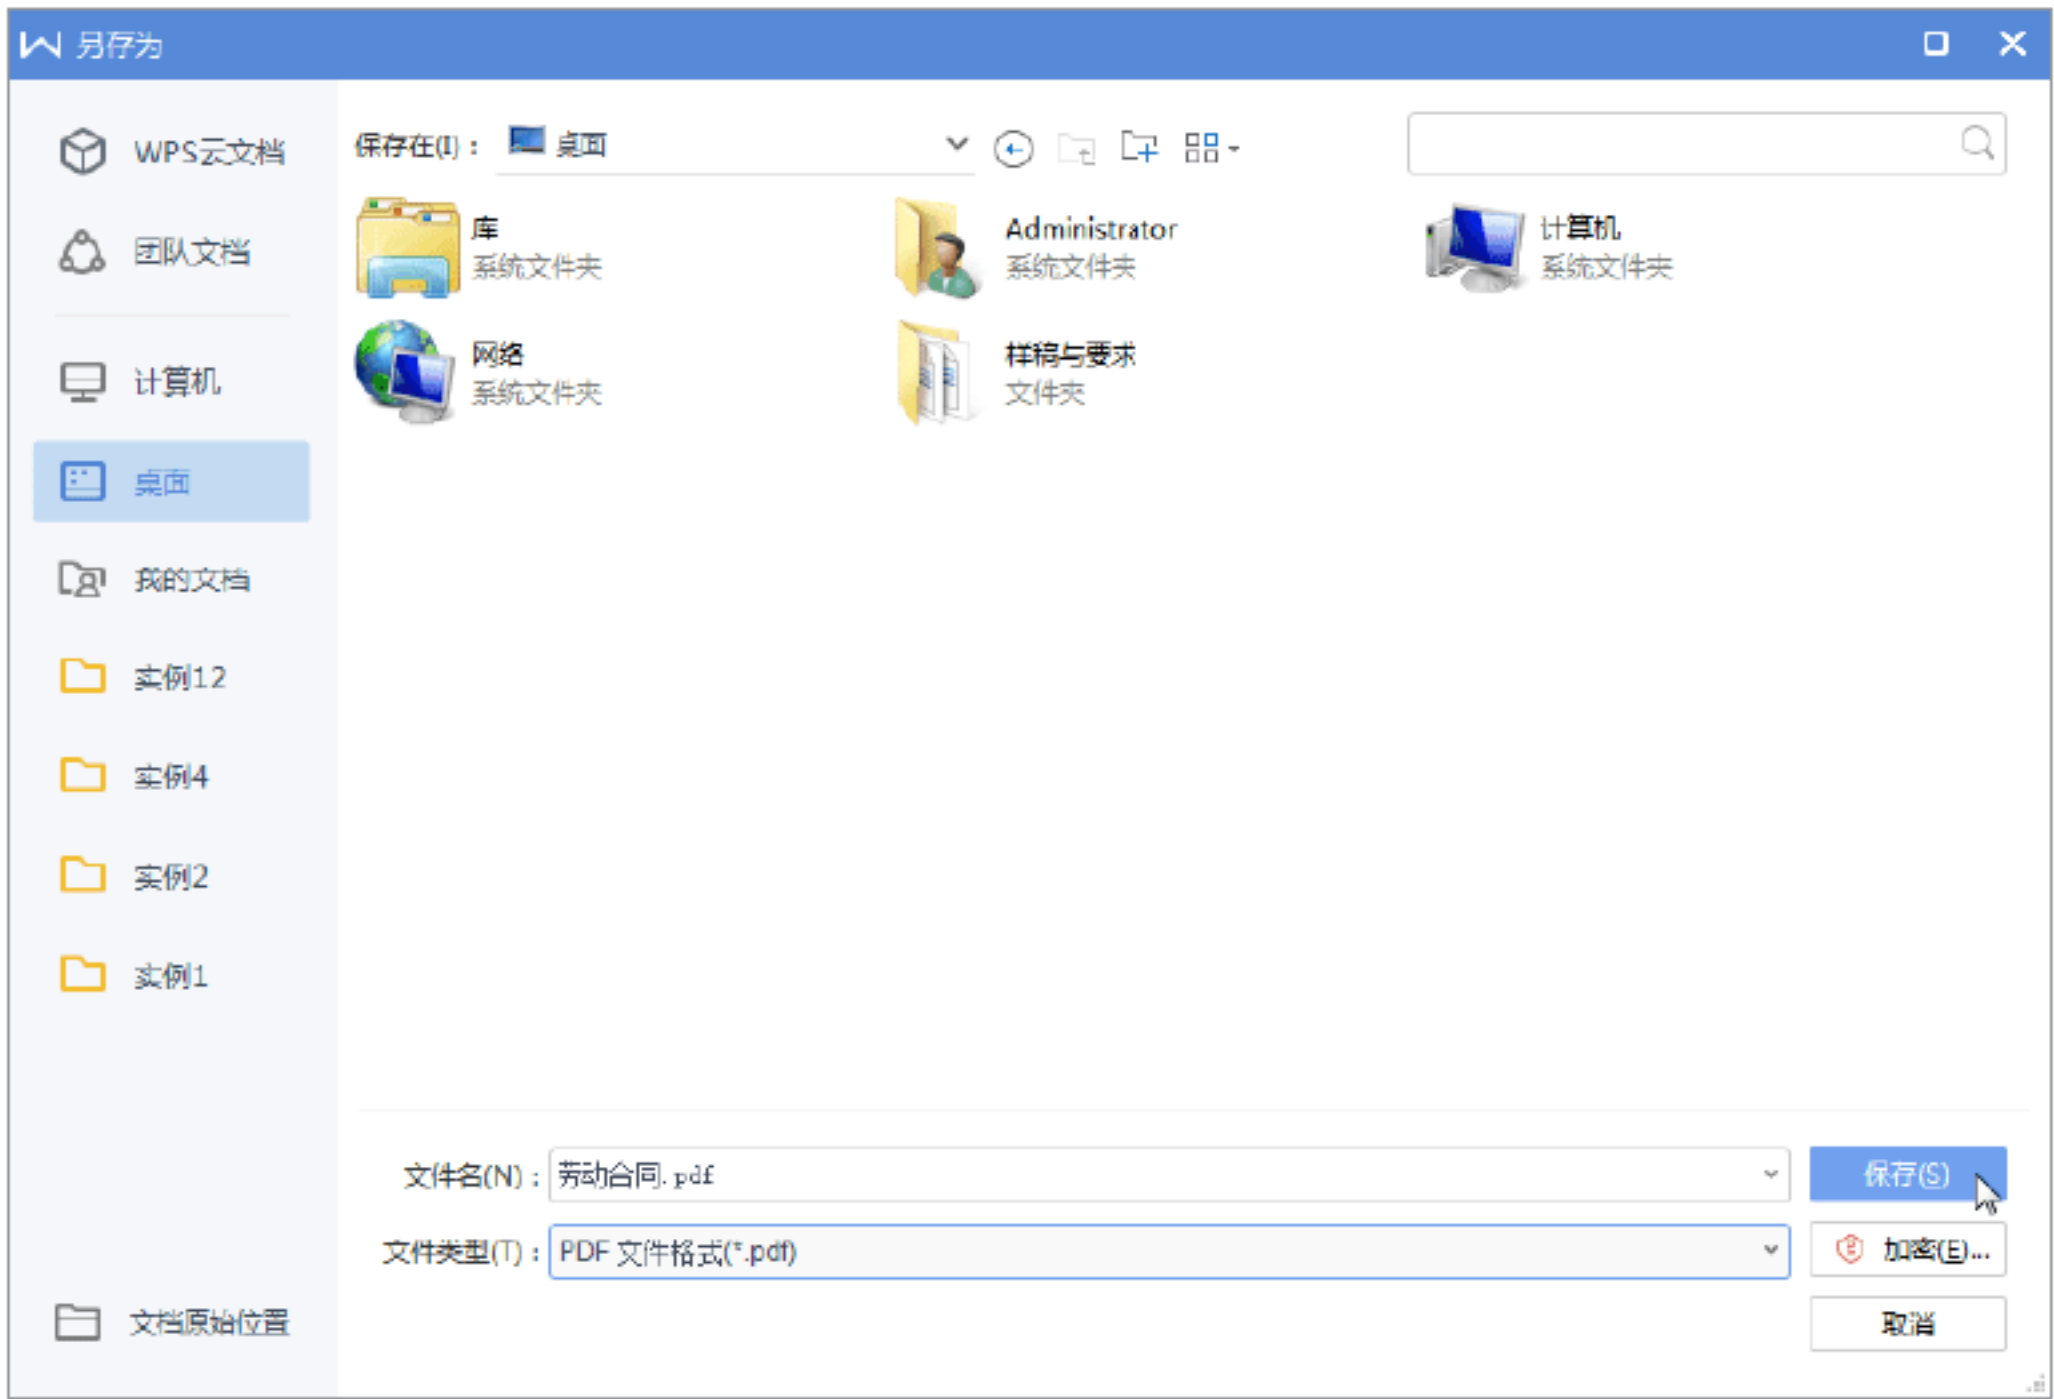 另存为
WPS云文档
团队文档
计算机
桌面
我的文档
实例12
实例4
实例2
实例1
文档原始位置
保存在(I)： 桌面
库
系统文件夹
Administrator
系统文件夹
计算机
系统文件夹
网络
系统文件夹
样稿与要求
文件夹
文件名(N)： 劳动合同.pdf 保存(S)
文件类型(T)： PDF 文件格式(*.pdf) 加密(E)...
取消